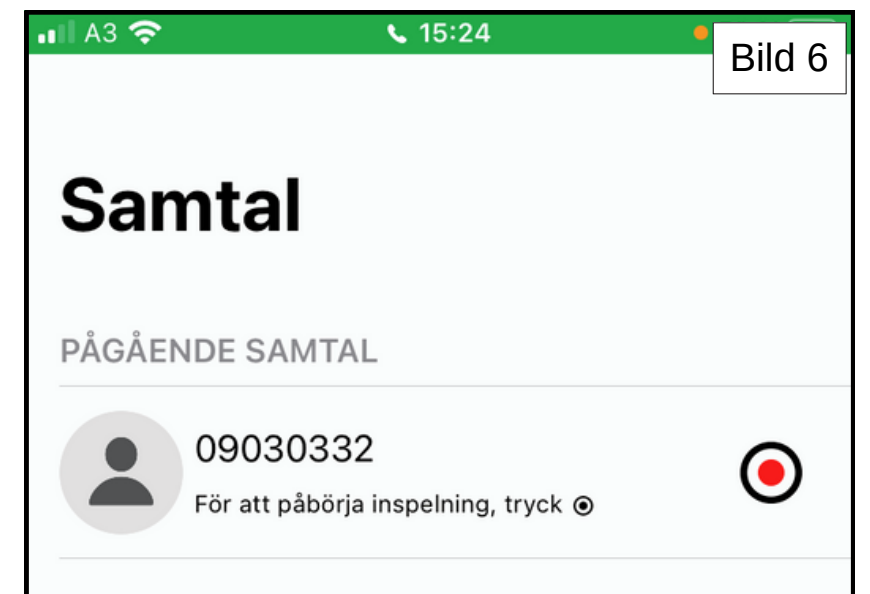 A3 15:24
Bild 6
Samtal
PÅGÅENDE SAMTAL
09030332
För att påbörja inspelning, tryck